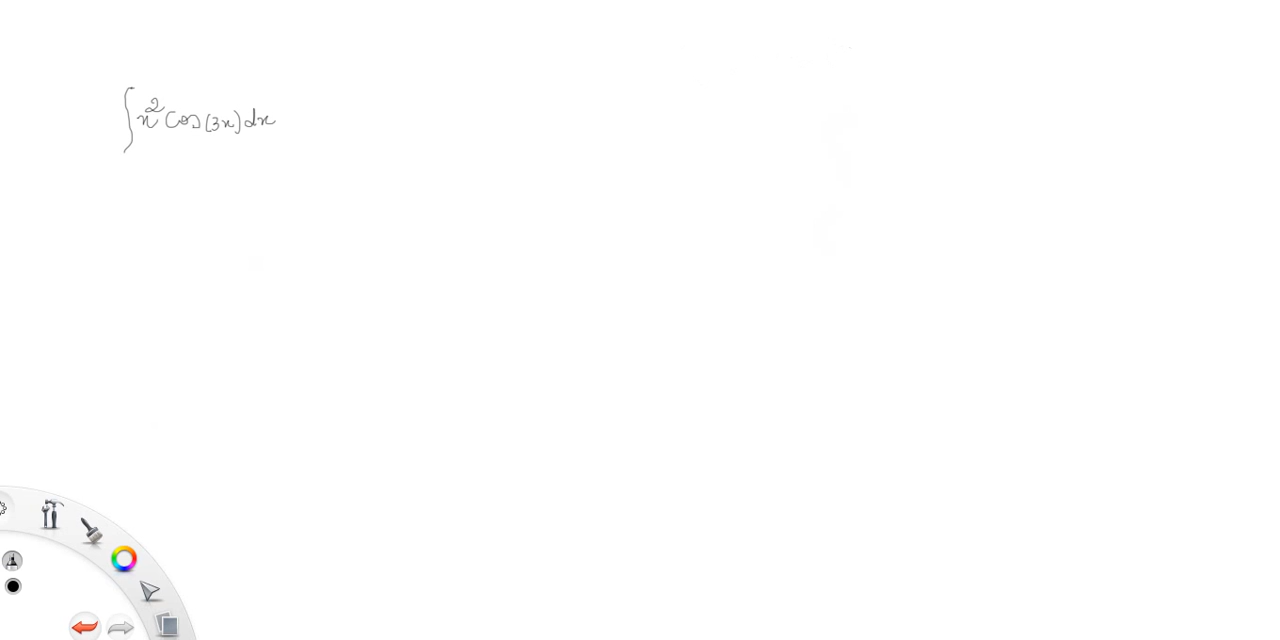 ∫x² cos(3x)dx